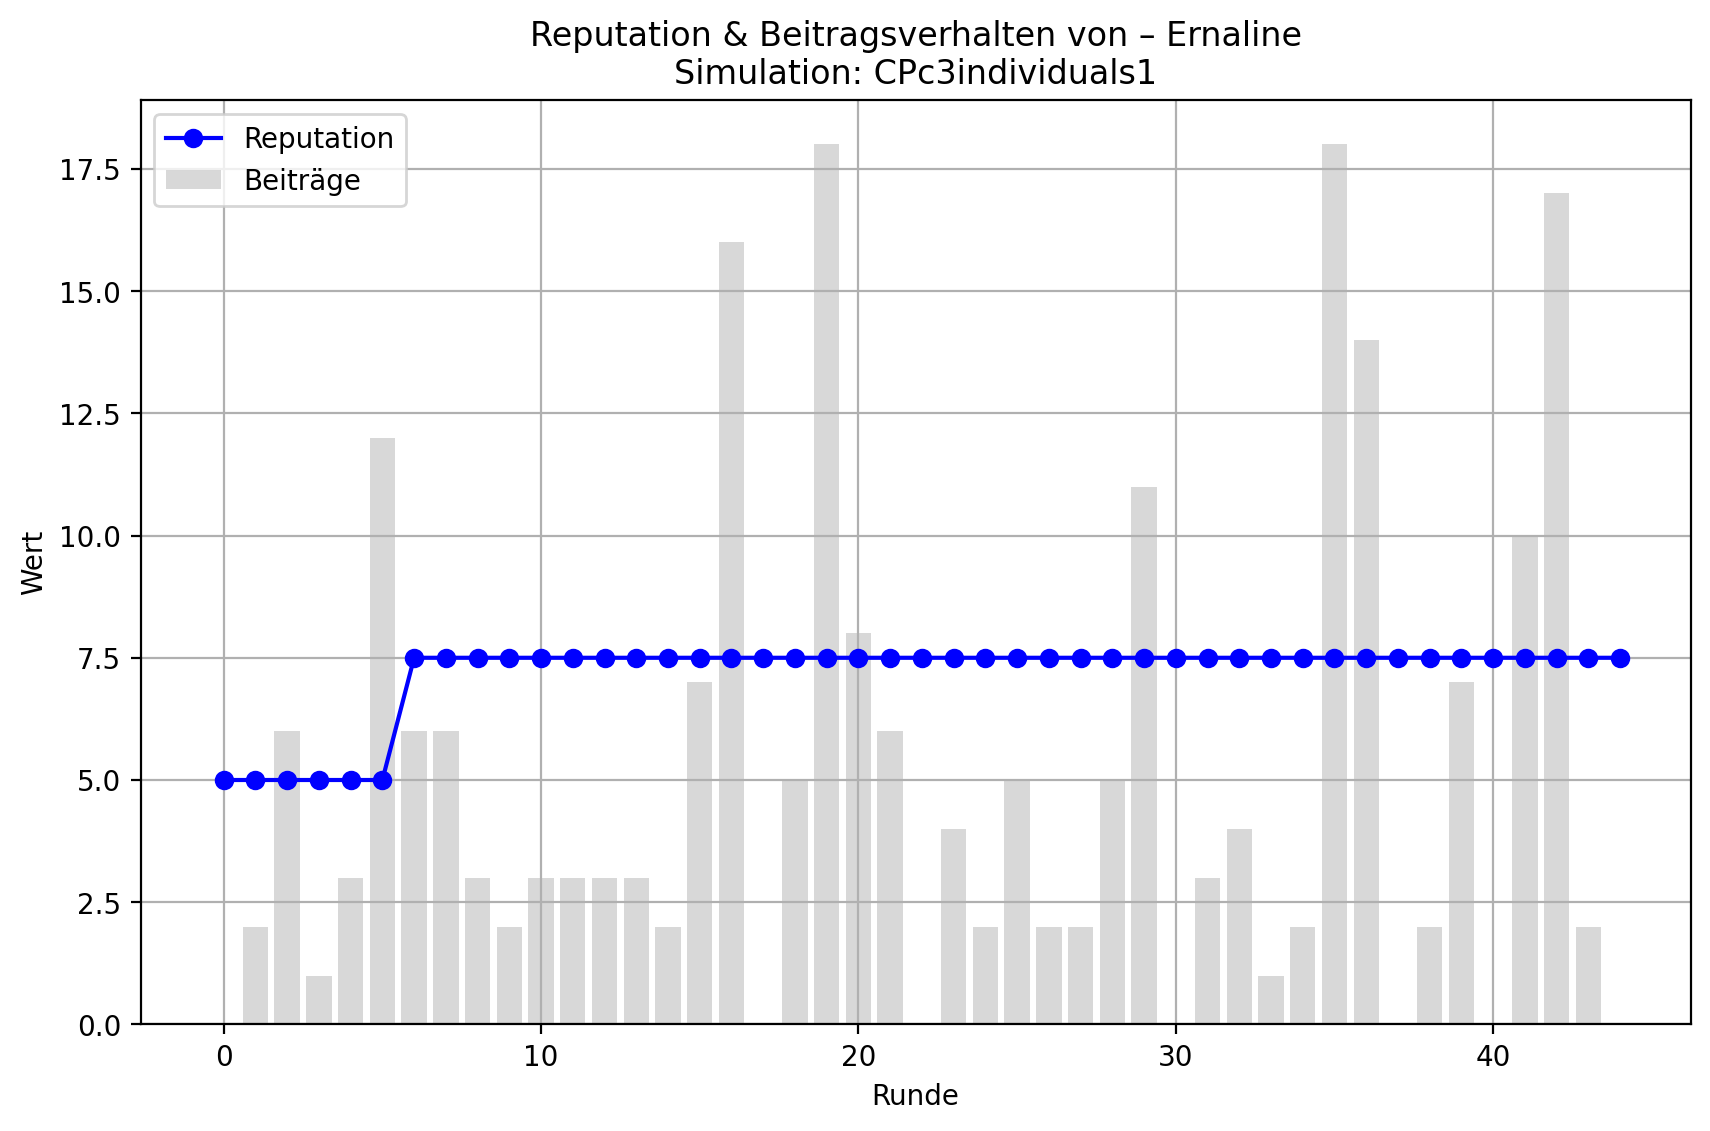 Reputation & Beitragsverhalten von – Ernaline
Simulation: CPc3individuals1
Reputation
Beiträge
17.5
15.0
12.5
10.0
7.5
5.0
2.5
0.0
Wert
0 10 20 30 40
Runde